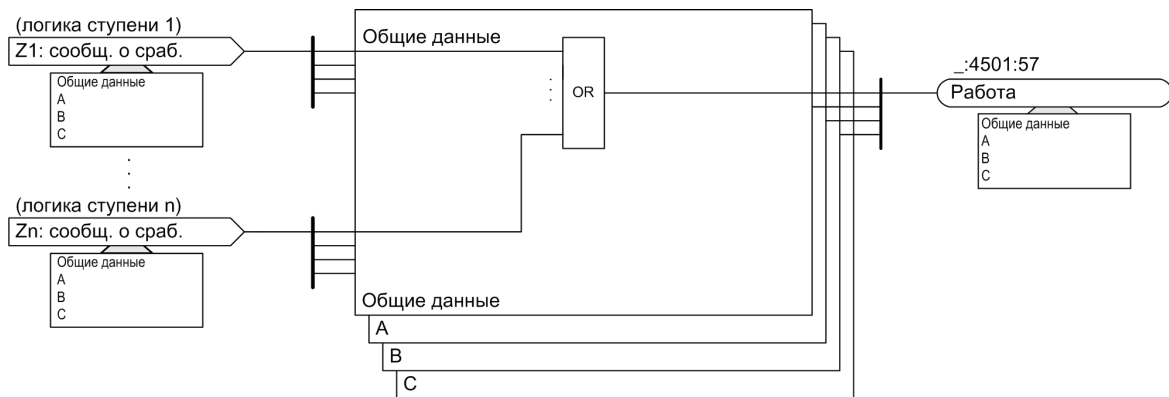 (логика ступени 1)
Z1: сообщ. о сраб.
Общие данные
A
B
C
(логика ступени n)
Zn: сообщ. о сраб.
Общие данные
A
B
C
Общие данные
OR
Общие данные
A
B
C
_:4501:57
Работа
Общие данные
A
B
C